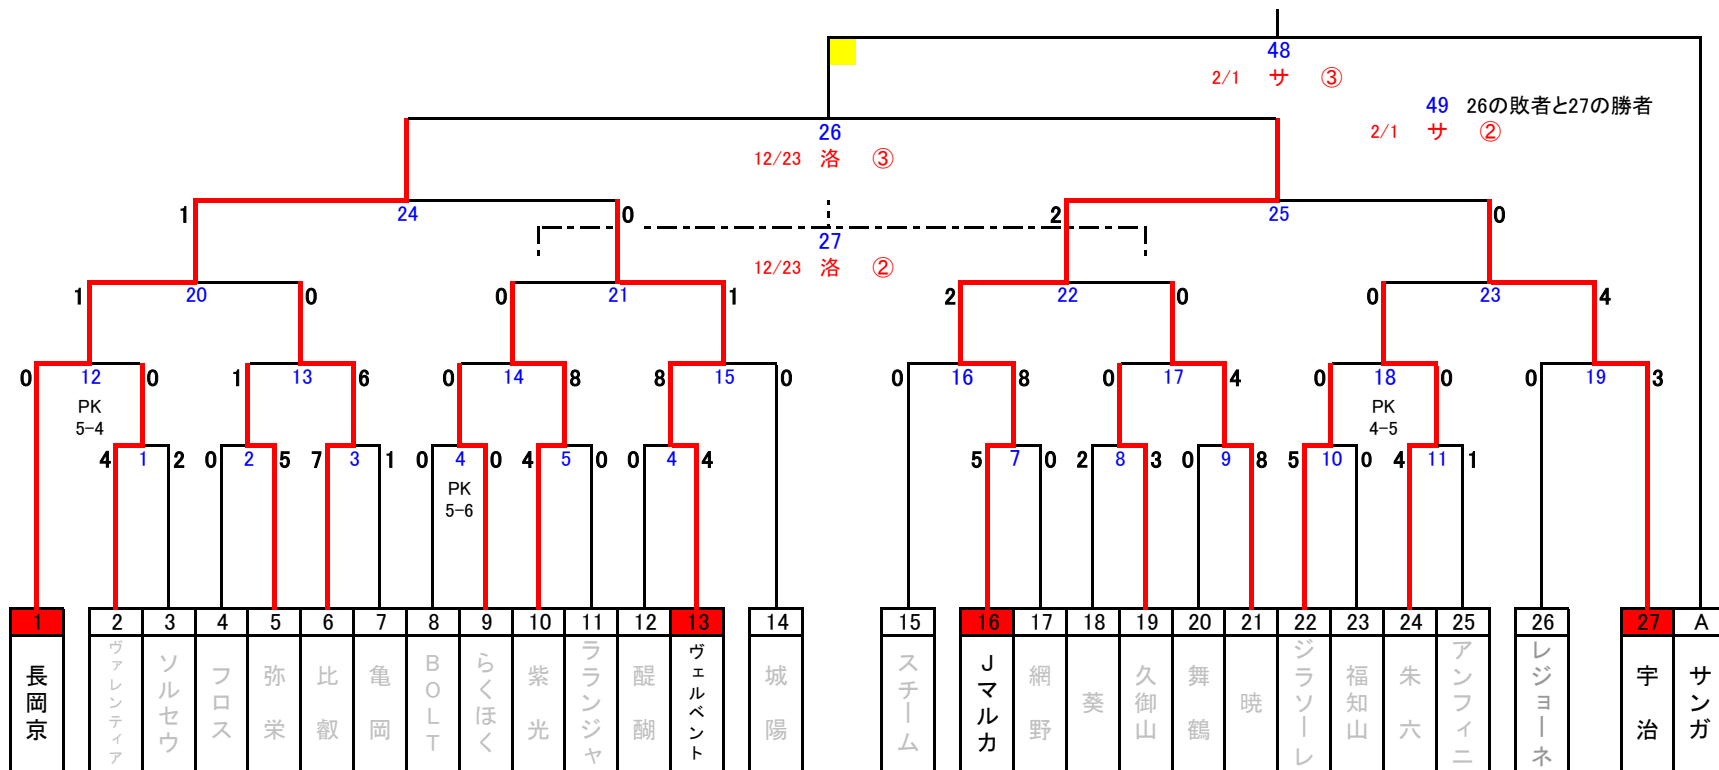 48
2/1 サ ③
49 26の敗者と27の勝者
2/1 サ ②
26
12/23 洛 ③
1 24 0 2 25 0
27
12/23 洛 ②
1 20 0 0 21 1 2 22 0 0 23 4
0 12 0 1 13 6 0 14 8 8 15 0 0 16 8 0 17 4 0 18 0 0 19 3
PK
5-4
PK
4-5
4 1 2 0 2 5 7 3 1 0 4 0 4 5 0 0 4 4 5 7 0 2 8 3 0 9 8 5 10 0 4 11 1
PK
5-6
1 2 3 4 5 6 7 8 9 10 11 12 13 14 15 16 17 18 19 20 21 22 23 24 25 26 27 A
長岡京
ヴァレンティア
ソルセウ
フロス
弥栄
比叡
亀岡
BOLT
らくほく
紫光
ラランジャ
醍醐
ヴェルベント
城陽
スチーム
Jマルカ
網野
葵
久御山
舞鶴
暁
ジラソーレ
福知山
朱六
アンフィニ
レジョーネ
宇治
サンガ